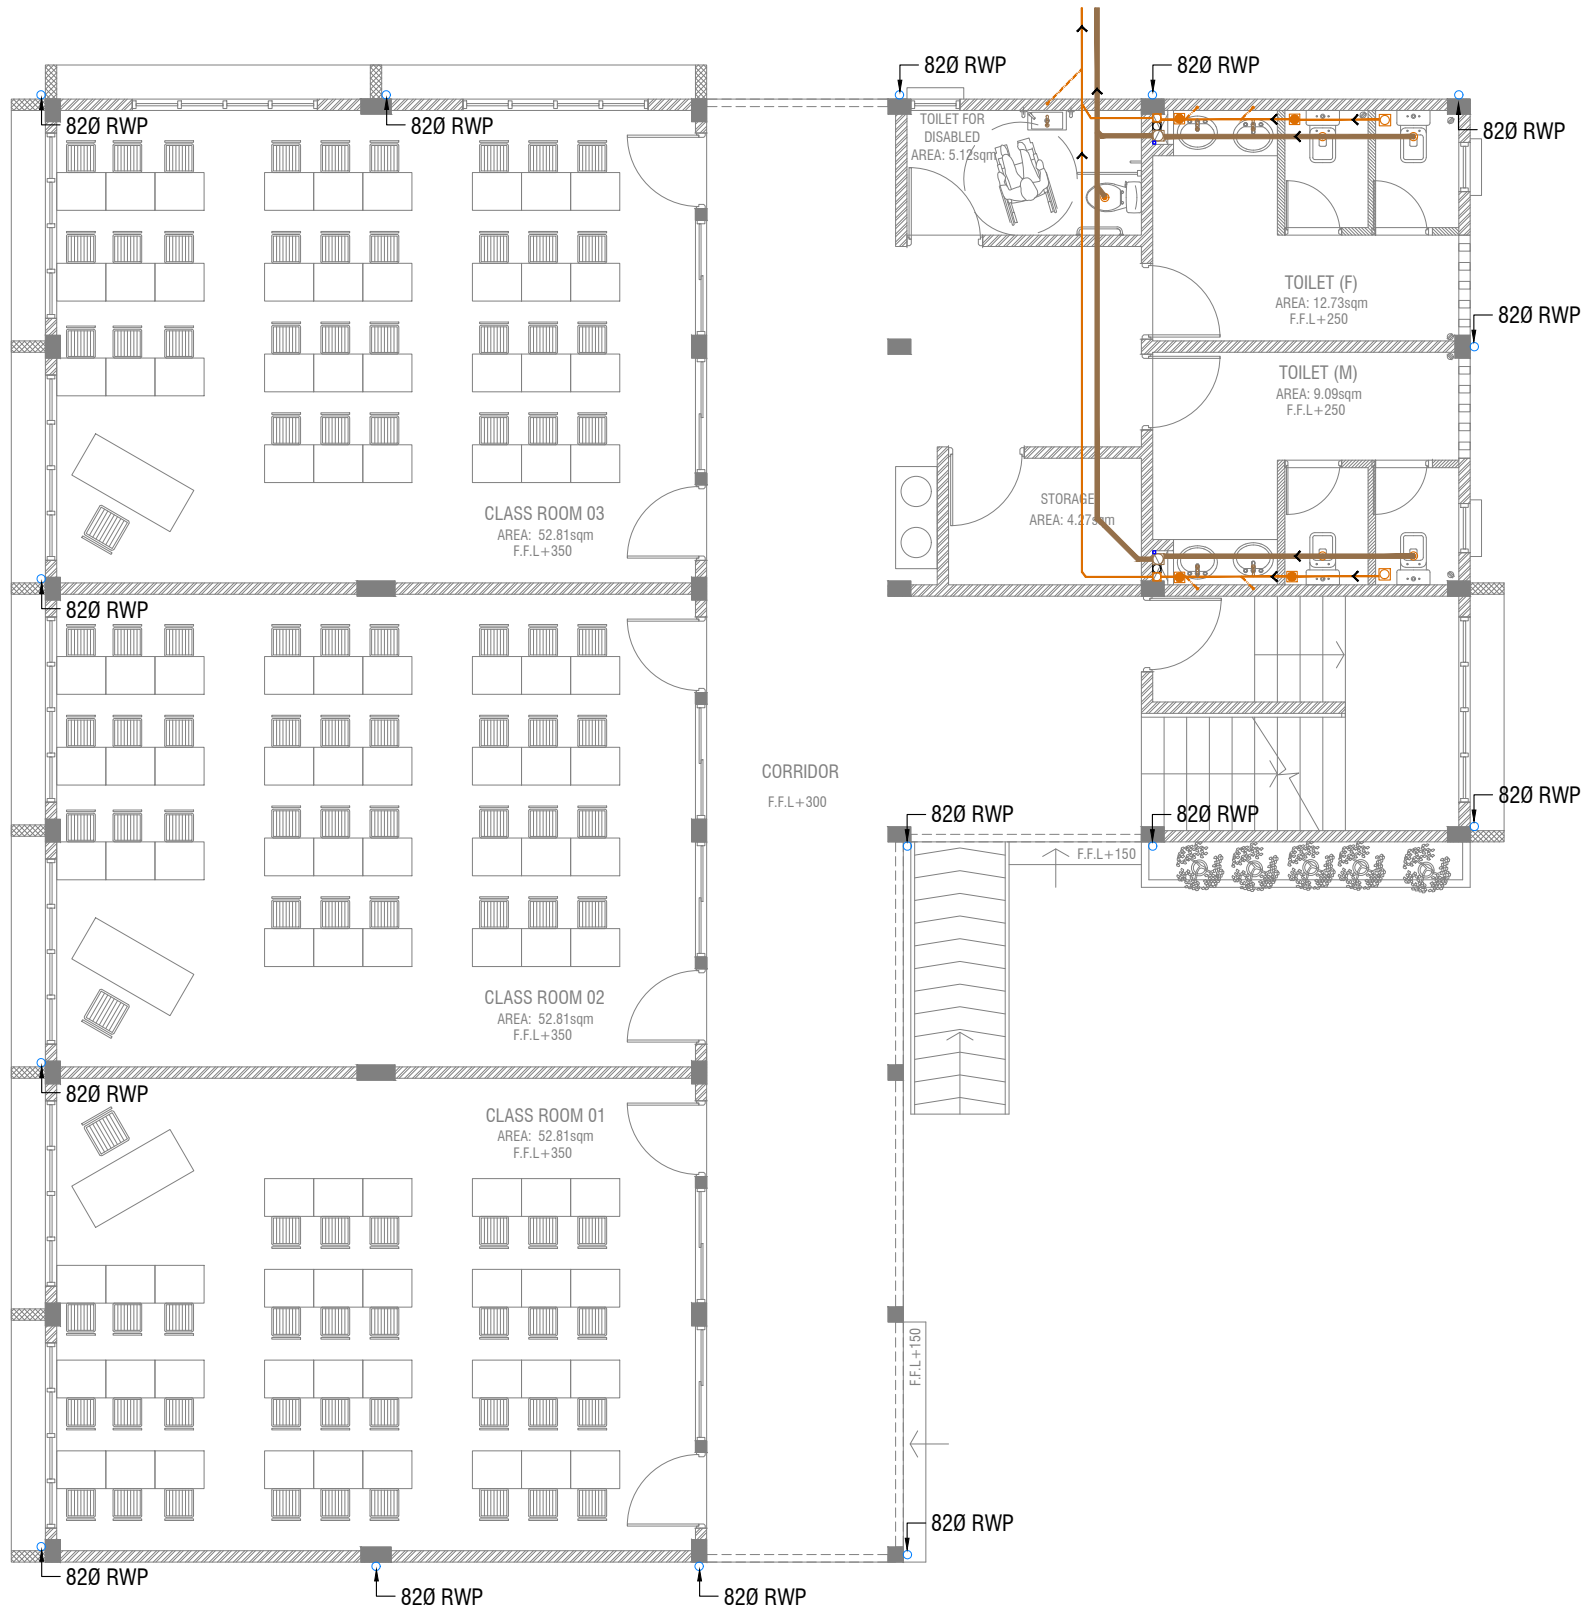 82Ø RWP
82Ø RWP
82Ø RWP
82Ø RWP
82Ø RWP
TOILET FOR
DISABLED
AREA: 5.12sqm
TOILET (F)
AREA: 12.73sqm
F.F.L+250
82Ø RWP
TOILET (M)
AREA: 9.09sqm
F.F.L+250
STORAGE
AREA: 4.27sqm
CLASS ROOM 03
AREA: 52.81sqm
F.F.L+350
82Ø RWP
CORRIDOR
F.F.L+300
82Ø RWP
82Ø RWP
82Ø RWP
F.F.L+150
CLASS ROOM 02
AREA: 52.81sqm
F.F.L+350
82Ø RWP
CLASS ROOM 01
AREA: 52.81sqm
F.F.L+350
F.F.L+150
82Ø RWP
82Ø RWP
82Ø RWP
82Ø RWP